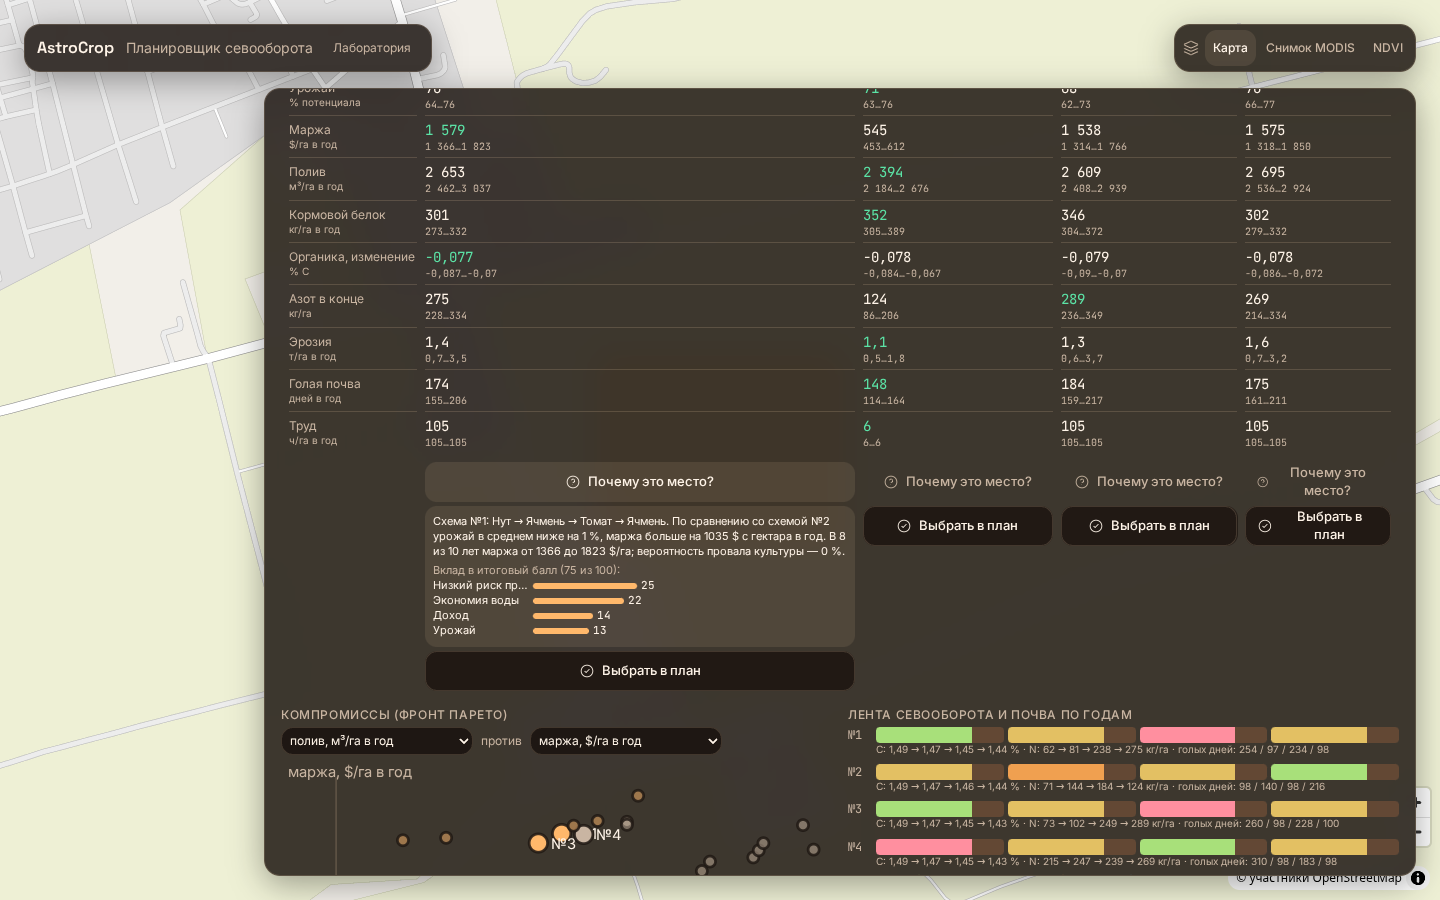 AstroCrop Планировщик севооборота Лаборатория
Карта Снимок MODIS NDVI
% потенциала 64…76 63…76 62…73 66…77
Маржа 1 579 545 1 538 1 575
$/га в год 1 366…1 823 453…612 1 314…1 766 1 318…1 850
Полив 2 653 2 394 2 609 2 695
м³/га в год 2 462…3 037 2 184…2 676 2 408…2 939 2 536…2 924
Кормовой белок 301 352 346 302
кг/га в год 273…332 305…389 304…372 279…332
Органика, изменение -0,077 -0,078 -0,079 -0,078
% C -0,087…-0,07 -0,084…-0,067 -0,09…-0,07 -0,086…-0,072
Азот в конце 275 124 289 269
кг/га 228…334 86…206 236…349 214…334
Эрозия 1,4 1,1 1,3 1,6
т/га в год 0,7…3,5 0,5…1,8 0,6…3,7 0,7…3,2
Голая почва 174 148 184 175
дней в год 155…206 114…164 159…217 161…211
Труд 105 6 105 105
ч/га в год 105…105 6…6 105…105 105…105
Почему это место? Почему это место? Почему это место? Почему это место?
Выбрать в план Выбрать в план Выбрать в план
Схема №1: Нут → Ячмень → Томат → Ячмень. По сравнению со схемой №2
урожай в среднем ниже на 1 %, маржа больше на 1035 $ с гектара в год. В 8
из 10 лет маржа от 1366 до 1823 $/га; вероятность провала культуры — 0 %.
Вклад в итоговый балл (75 из 100):
Низкий риск пр… 25
Экономия воды 22
Доход 14
Урожай 13
Выбрать в план
КОМПРОМИССЫ (ФРОНТ ПАРЕТО)
полив, м³/га в год против маржа, $/га в год
маржа, $/га в год
№3 №4
ЛЕНТА СЕВООБОРОТА И ПОЧВА ПО ГОДАМ
№1
C: 1,49 → 1,47 → 1,45 → 1,44 % · N: 62 → 81 → 238 → 275 кг/га · голых дней: 254 / 97 / 234 / 98
№2
C: 1,49 → 1,47 → 1,46 → 1,44 % · N: 71 → 144 → 184 → 124 кг/га · голых дней: 98 / 140 / 98 / 216
№3
C: 1,49 → 1,47 → 1,45 → 1,43 % · N: 73 → 102 → 249 → 289 кг/га · голых дней: 260 / 98 / 228 / 100
№4
C: 1,49 → 1,47 → 1,45 → 1,43 % · N: 215 → 247 → 239 → 269 кг/га · голых дней: 310 / 98 / 183 / 98
© участники OpenStreetMap